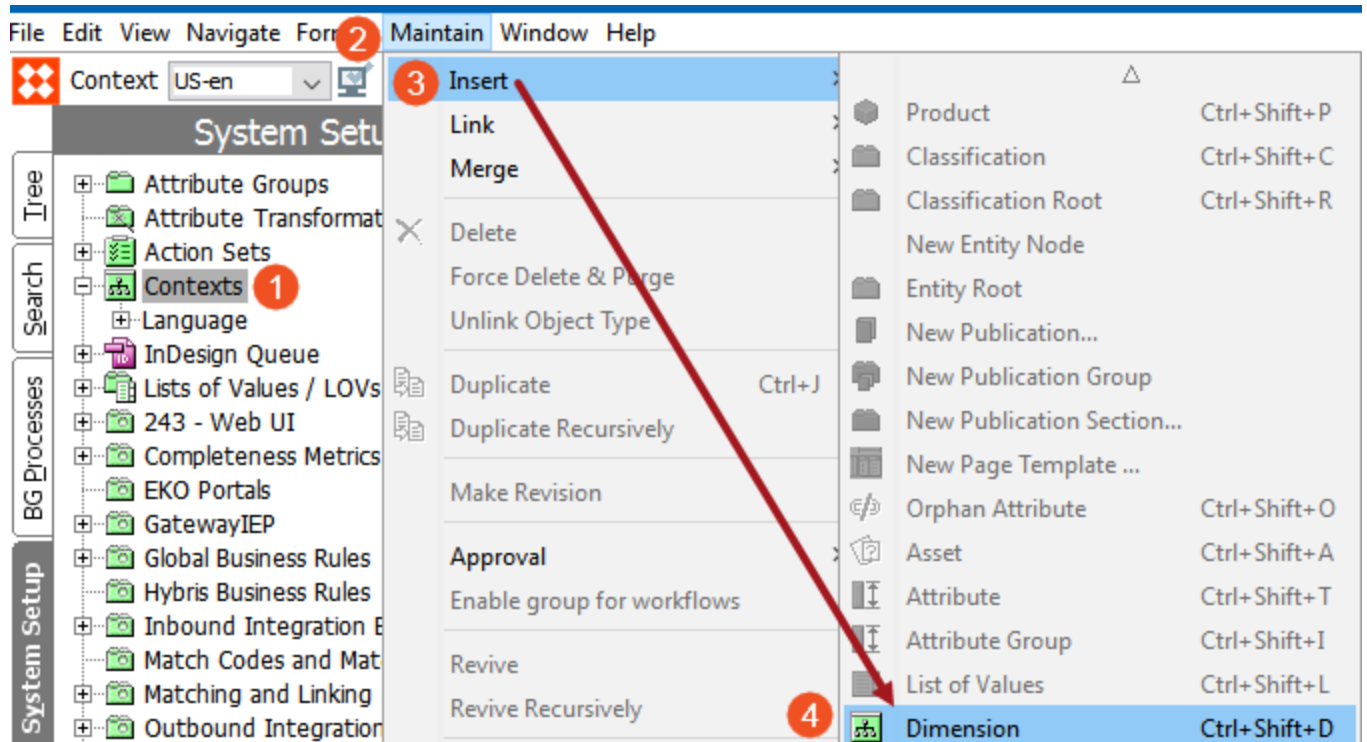 File Edit View Navigate Form 2 Maintain Window Help
Context US-en
System Setu
Tree
Search
BG Processes
System Setup
Attribute Groups
Attribute Transformat
Action Sets
Contexts 1
Language
InDesign Queue
Lists of Values / LOVs
243 - Web UI
Completeness Metrics
EKO Portals
GatewayIEP
Global Business Rules
Hybris Business Rules
Inbound Integration E
Match Codes and Mat
Matching and Linking
Outbound Integration
3 Insert
Link
Merge
Delete
Force Delete & Purge
Unlink Object Type
Duplicate Ctrl+J
Duplicate Recursively
Make Revision
Approval
Enable group for workflows
Revive
Revive Recursively
Product Ctrl+Shift+P
Classification Ctrl+Shift+C
Classification Root Ctrl+Shift+R
New Entity Node
Entity Root
New Publication...
New Publication Group
New Publication Section...
New Page Template ...
Orphan Attribute Ctrl+Shift+O
Asset Ctrl+Shift+A
Attribute Ctrl+Shift+T
Attribute Group Ctrl+Shift+I
List of Values Ctrl+Shift+L
4 Dimension Ctrl+Shift+D